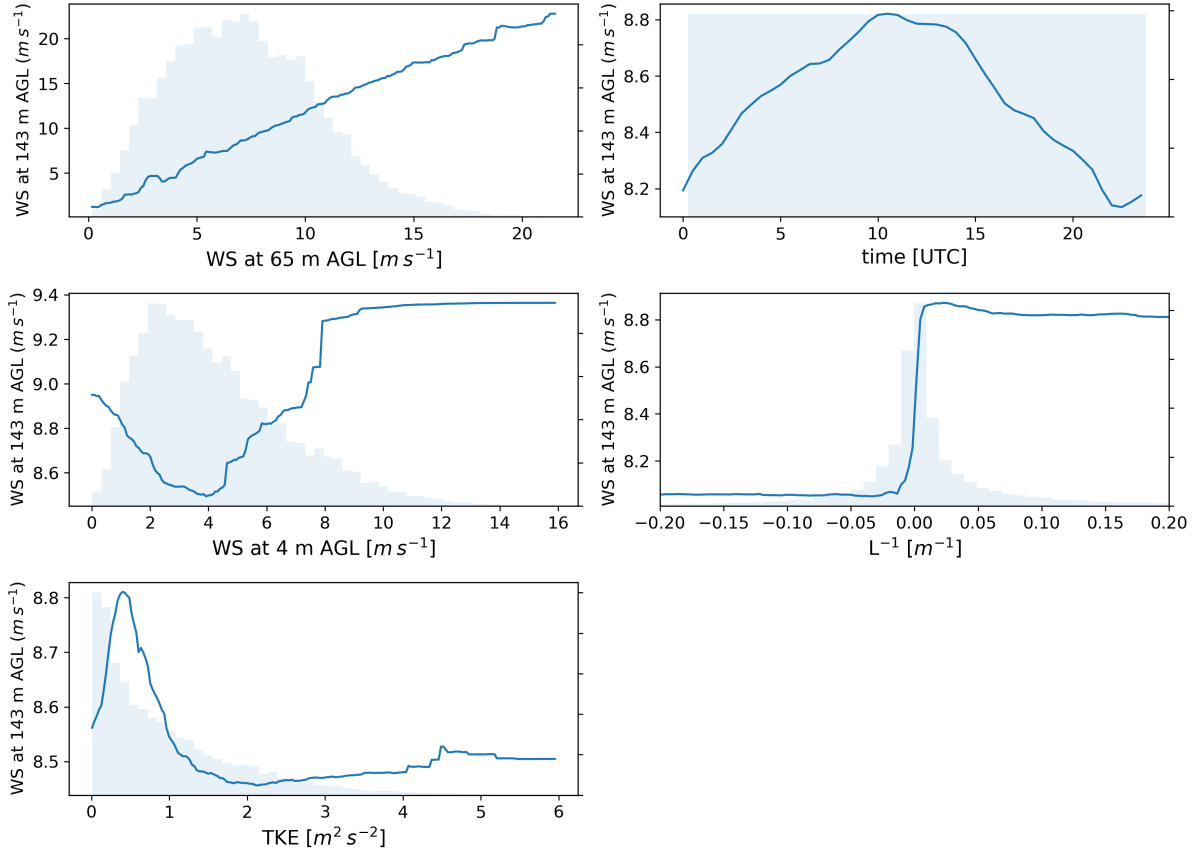 WS at 143 m AGL (m s⁻¹)
20
15
10
5
0 5 10 15 20
WS at 65 m AGL [m s⁻¹]
WS at 143 m AGL (m s⁻¹)
8.8
8.6
8.4
8.2
0 5 10 15 20
time [UTC]
WS at 143 m AGL (m s⁻¹)
9.4
9.2
9.0
8.8
8.6
0 2 4 6 8 10 12 14 16
WS at 4 m AGL [m s⁻¹]
WS at 143 m AGL (m s⁻¹)
8.8
8.6
8.4
8.2
−0.20 −0.15 −0.10 −0.05 0.00 0.05 0.10 0.15 0.20
L⁻¹ [m⁻¹]
WS at 143 m AGL (m s⁻¹)
8.8
8.7
8.6
8.5
0 1 2 3 4 5 6
TKE [m² s⁻²]